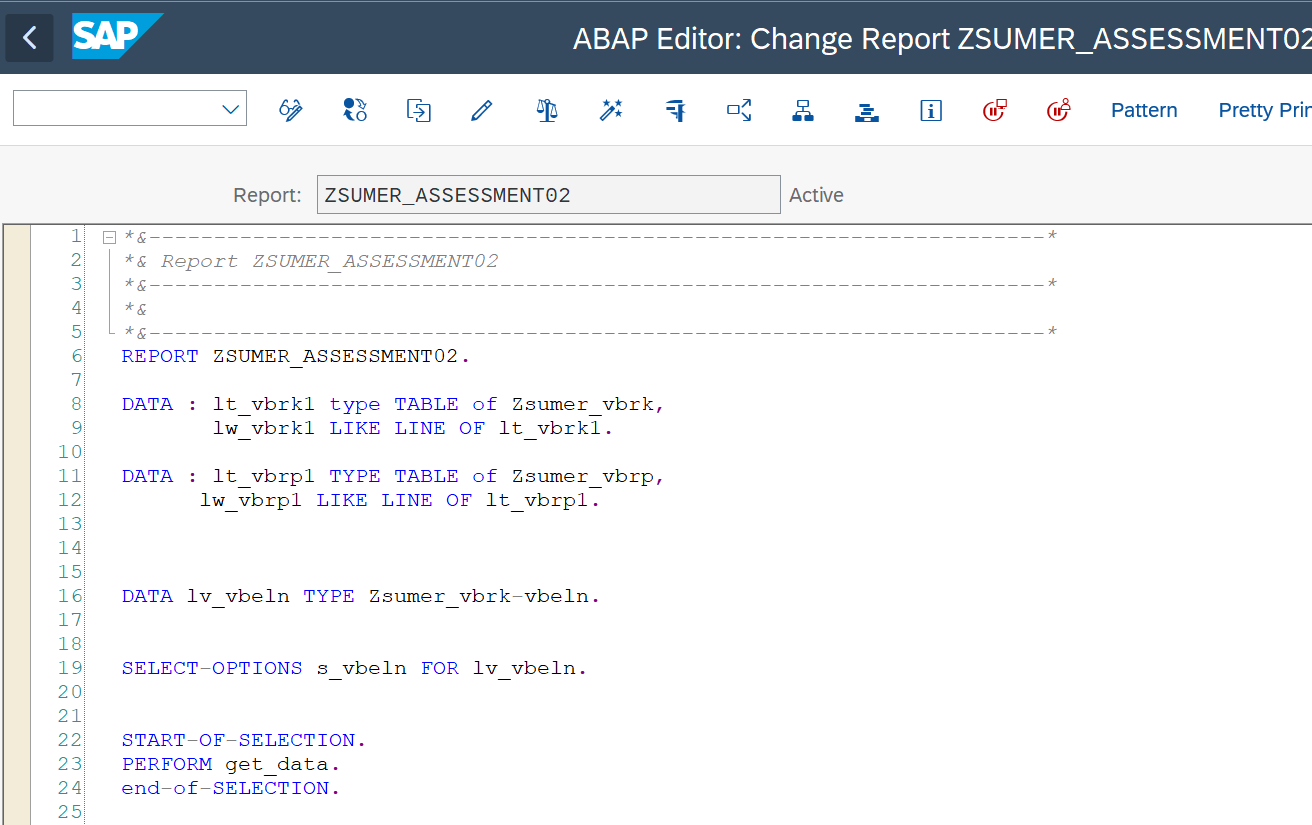 SAP
ABAP Editor: Change Report ZSUMER_ASSESSMENT02
Pattern
Pretty Prin
Report: ZSUMER_ASSESSMENT02 Active
1 *&---------------------------------------------------------------------*
2 *& Report ZSUMER_ASSESSMENT02
3 *&---------------------------------------------------------------------*
4 *&
5 *&---------------------------------------------------------------------*
6 REPORT ZSUMER_ASSESSMENT02.
7
8 DATA : lt_vbrk1 type TABLE of Zsumer_vbrk,
9 lw_vbrk1 LIKE LINE OF lt_vbrk1.
10
11 DATA : lt_vbrp1 TYPE TABLE of Zsumer_vbrp,
12 lw_vbrp1 LIKE LINE OF lt_vbrp1.
13
14
15
16 DATA lv_vbeln TYPE Zsumer_vbrk-vbeln.
17
18
19 SELECT-OPTIONS s_vbeln FOR lv_vbeln.
20
21
22 START-OF-SELECTION.
23 PERFORM get_data.
24 end-of-SELECTION.
25